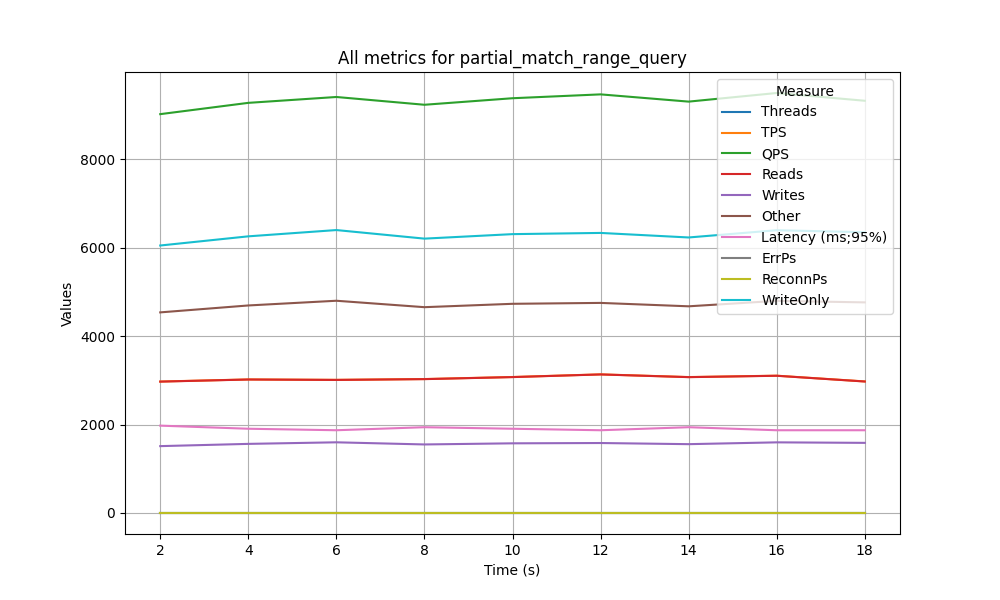 All metrics for partial_match_range_query
Measure
Threads
TPS
QPS
Reads
Writes
Other
Latency (ms;95%)
ErrPs
ReconnPs
WriteOnly
Values
8000
6000
4000
2000
0
2 4 6 8 10 12 14 16 18
Time (s)